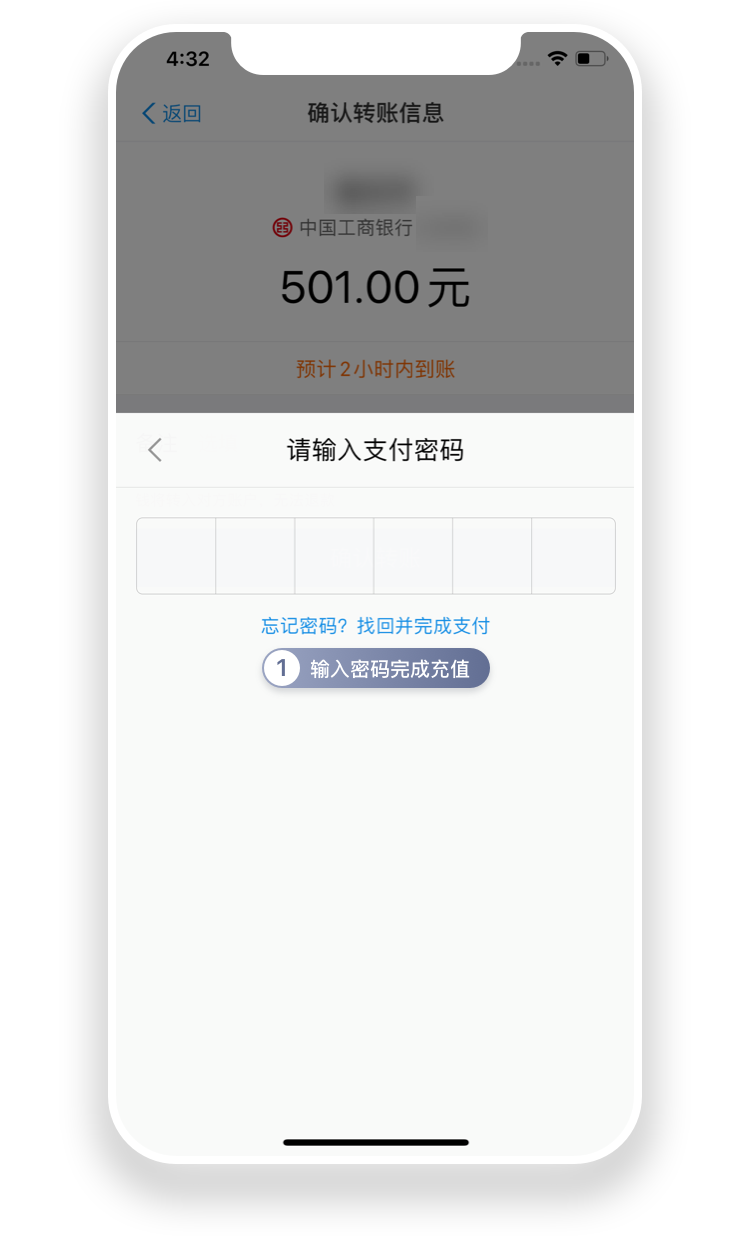 4:32
返回
确认转账信息
中国工商银行
501.00元
预计2小时内到账
请输入支付密码
忘记密码？找回并完成支付
1 输入密码完成充值